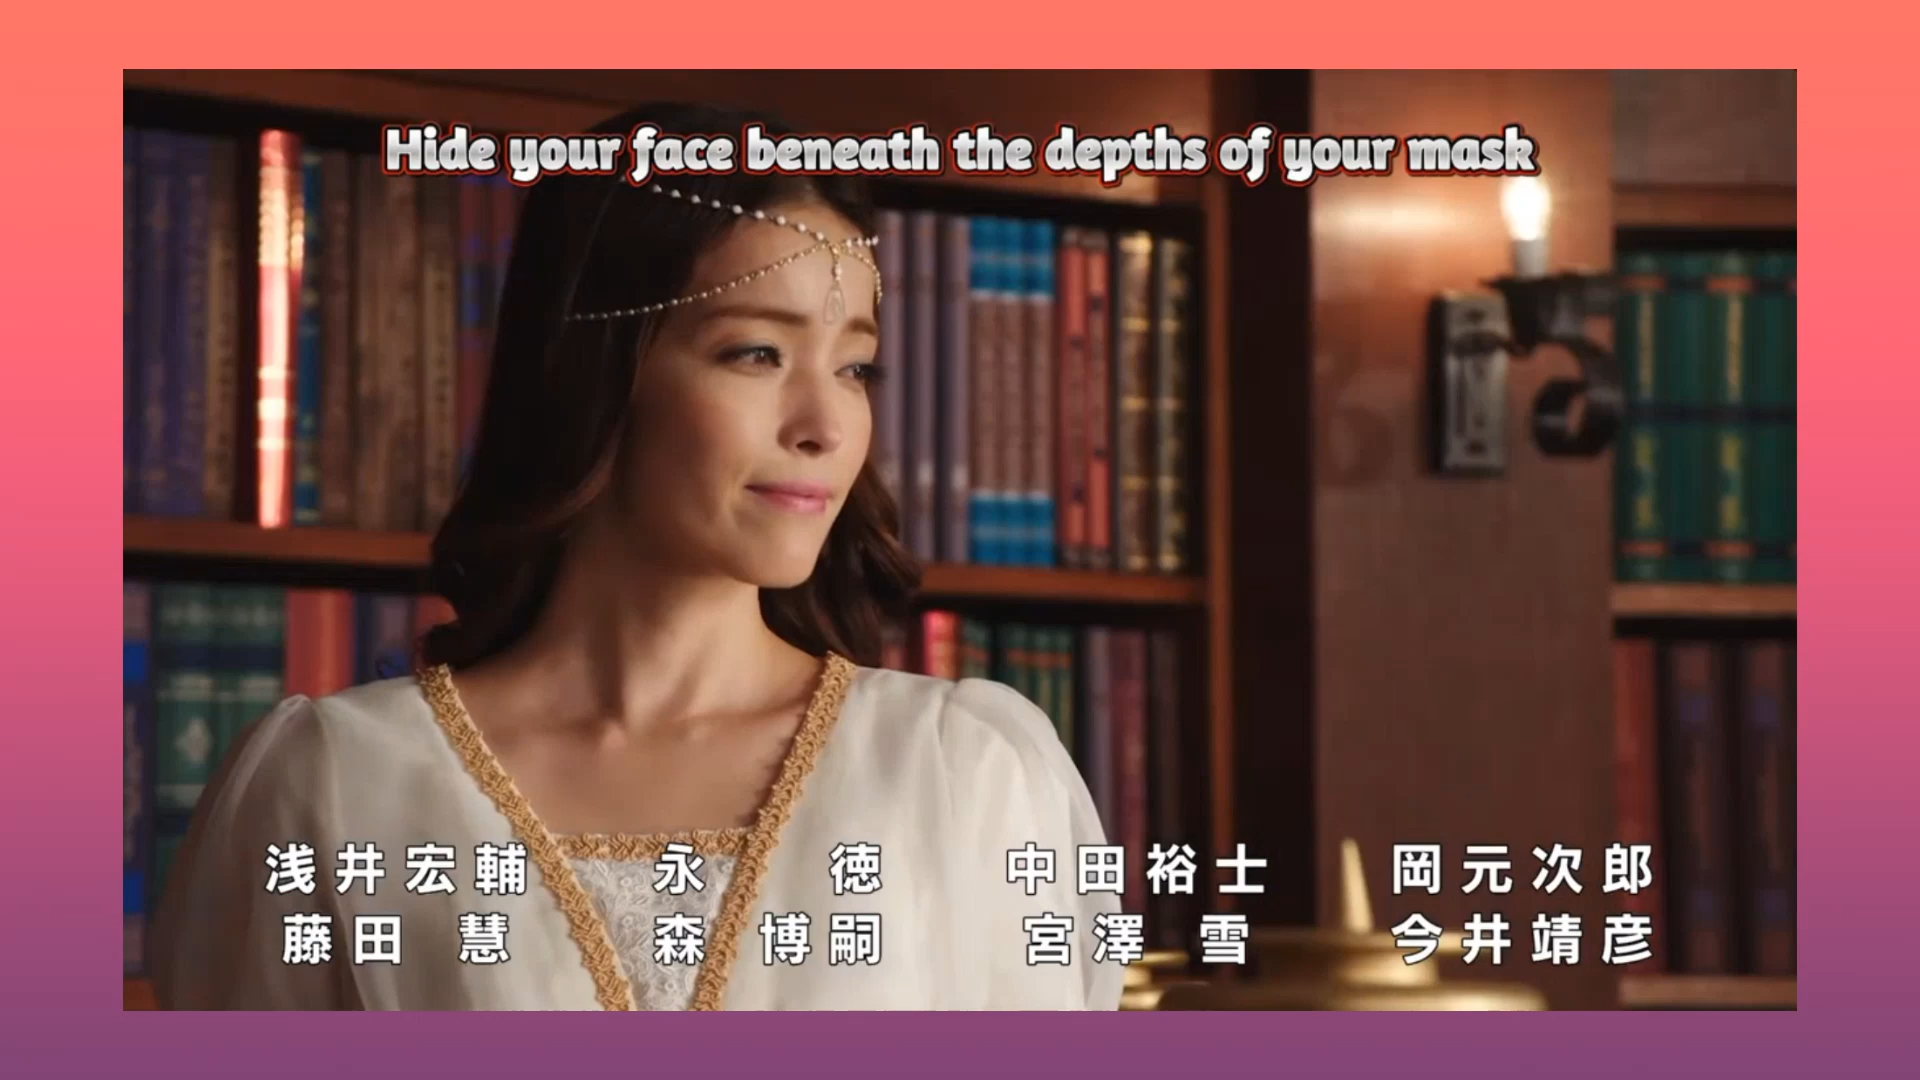 Hide your face beneath the depths of your mask
浅井宏輔 永徳 中田裕士 岡元次郎
藤田慧 森博嗣 宮澤雪 今井靖彦